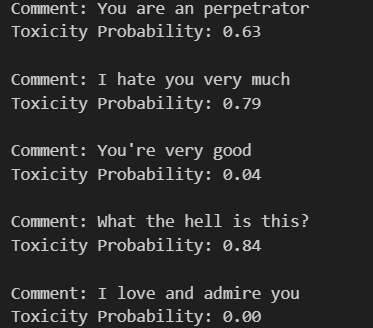 Comment: You are an perpetrator
Toxicity Probability: 0.63
Comment: I hate you very much
Toxicity Probability: 0.79
Comment: You're very good
Toxicity Probability: 0.04
Comment: What the hell is this?
Toxicity Probability: 0.84
Comment: I love and admire you
Toxicity Probability: 0.00